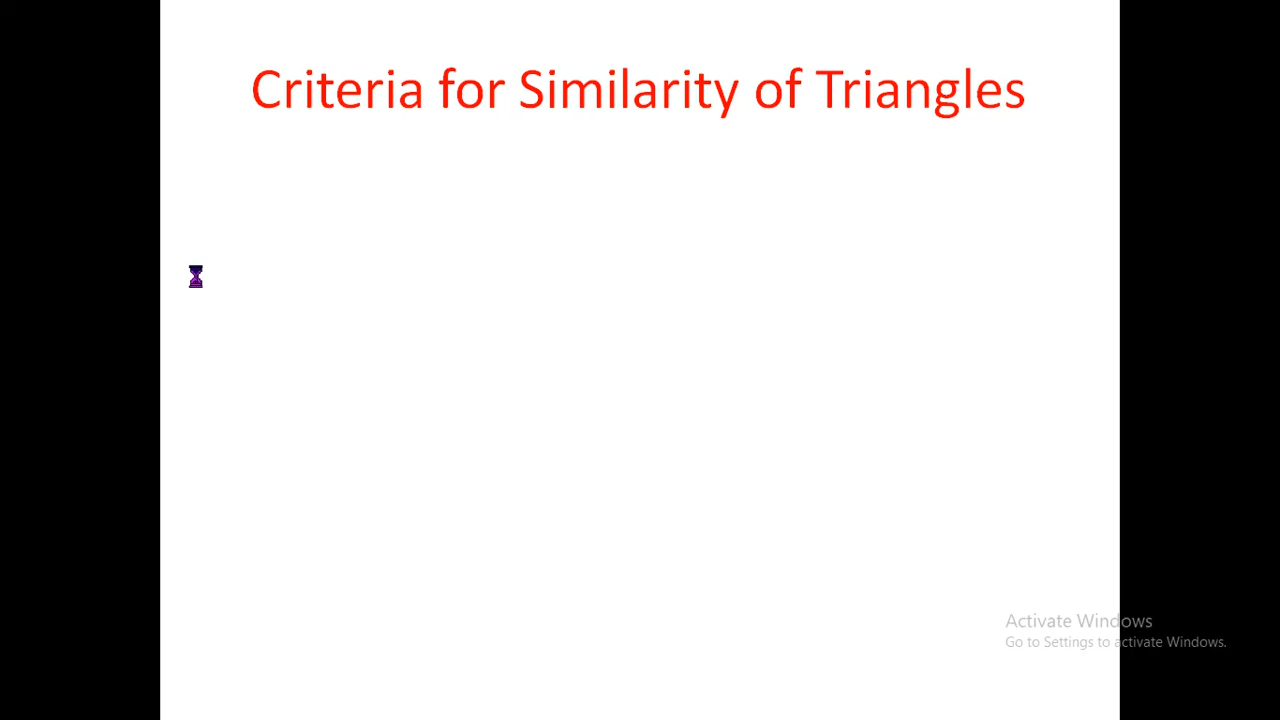 Criteria for Similarity of Triangles
Activate Windows
Go to Settings to activate Windows.